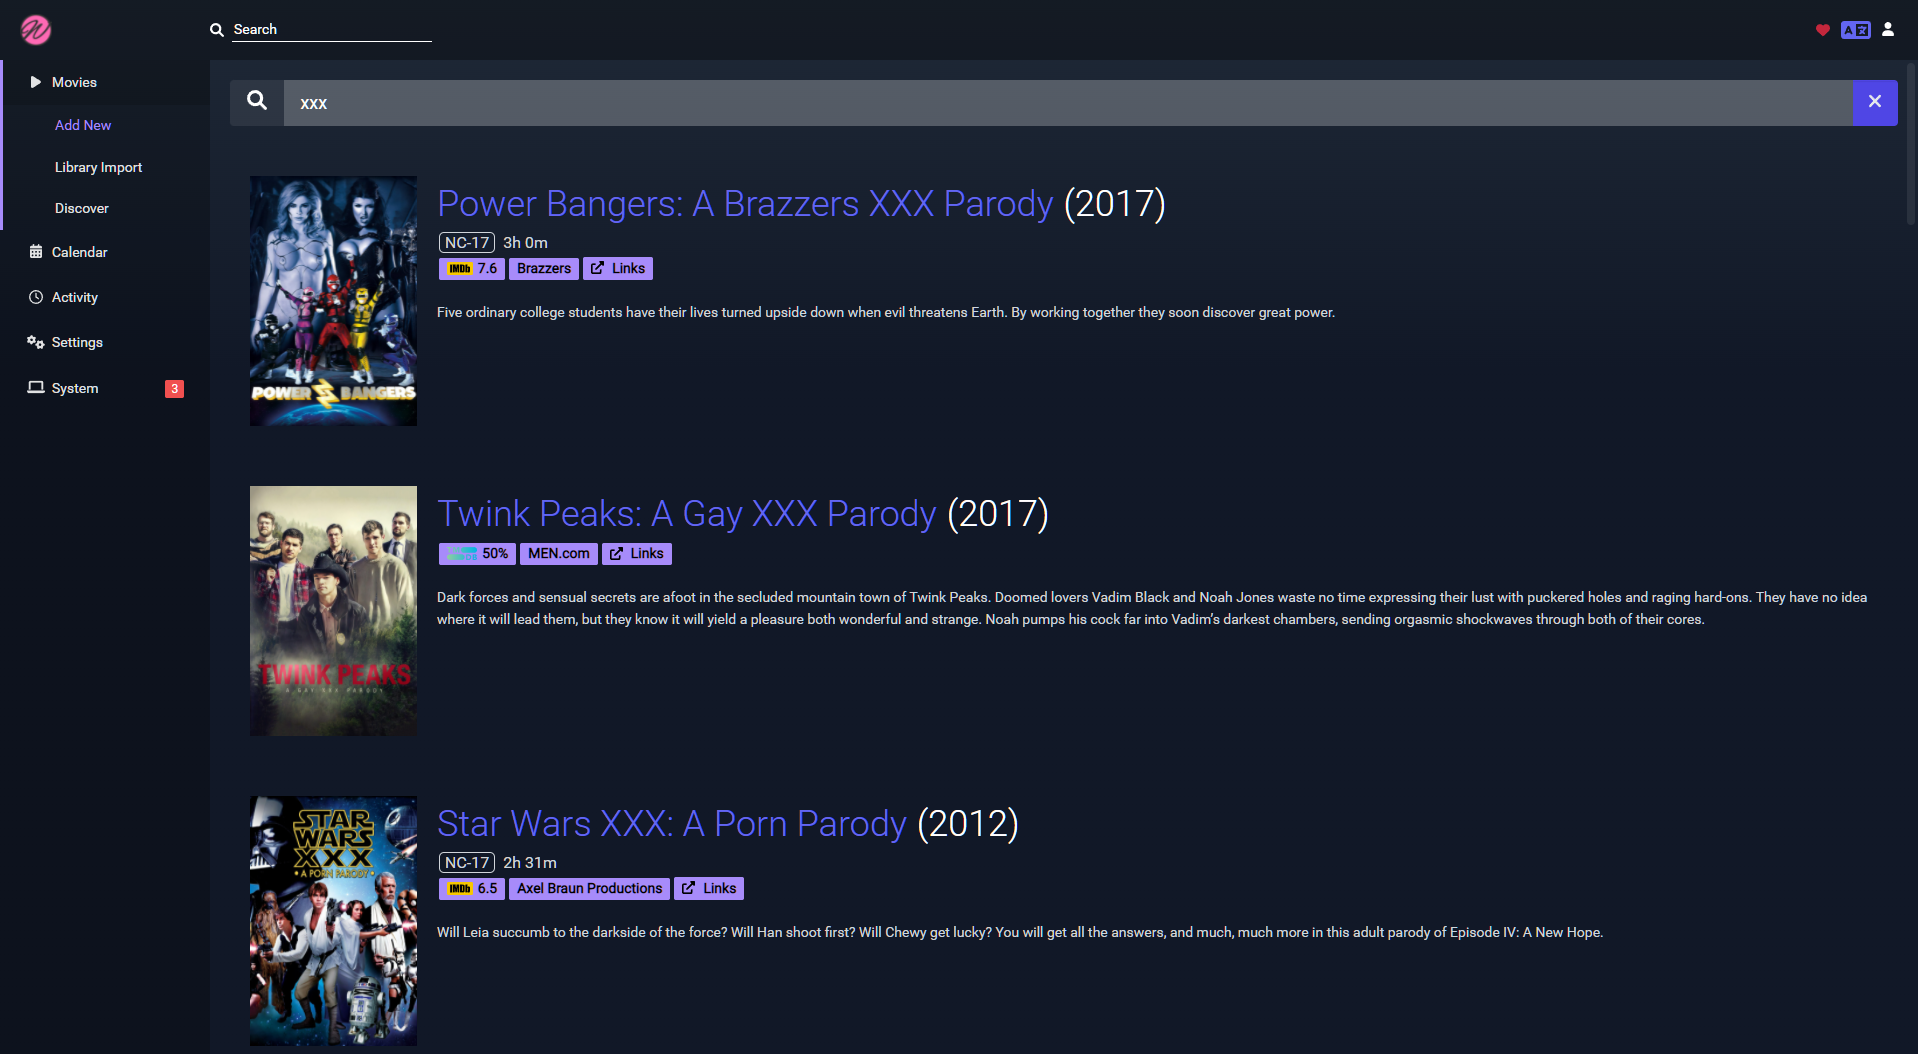 Search
Movies
Add New
Library Import
Discover
Calendar
Activity
Settings
System
3
xxx
Power Bangers: A Brazzers XXX Parody (2017)
NC-17 3h 0m
IMDb 7.6 Brazzers Links
Five ordinary college students have their lives turned upside down when evil threatens Earth. By working together they soon discover great power.
POWER BANGERS
Twink Peaks: A Gay XXX Parody (2017)
50% MEN.com Links
Dark forces and sensual secrets are afoot in the secluded mountain town of Twink Peaks. Doomed lovers Vadim Black and Noah Jones waste no time expressing their lust with puckered holes and raging hard-ons. They have no idea
where it will lead them, but they know it will yield a pleasure both wonderful and strange. Noah pumps his cock far into Vadim’s darkest chambers, sending orgasmic shockwaves through both of their cores.
TWINK PEAKS
A GAY XXX PARODY
Star Wars XXX: A Porn Parody (2012)
NC-17 2h 31m
IMDb 6.5 Axel Braun Productions Links
Will Leia succumb to the darkside of the force? Will Han shoot first? Will Chewy get lucky? You will get all the answers, and much, much more in this adult parody of Episode IV: A New Hope.
STAR
WARS
XXX
A PORN PARODY